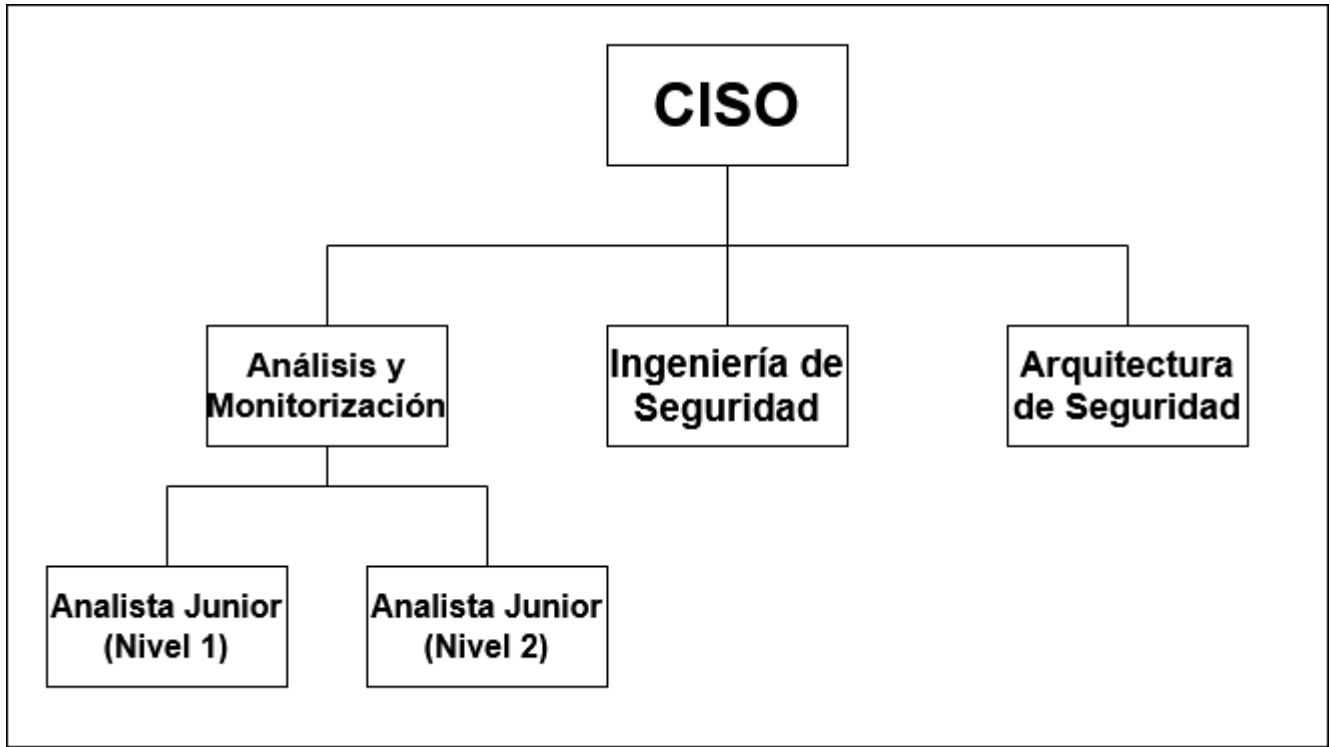 CISO
Análisis y
Monitorización
Ingeniería de
Seguridad
Arquitectura
de Seguridad
Analista Junior
(Nivel 1)
Analista Junior
(Nivel 2)